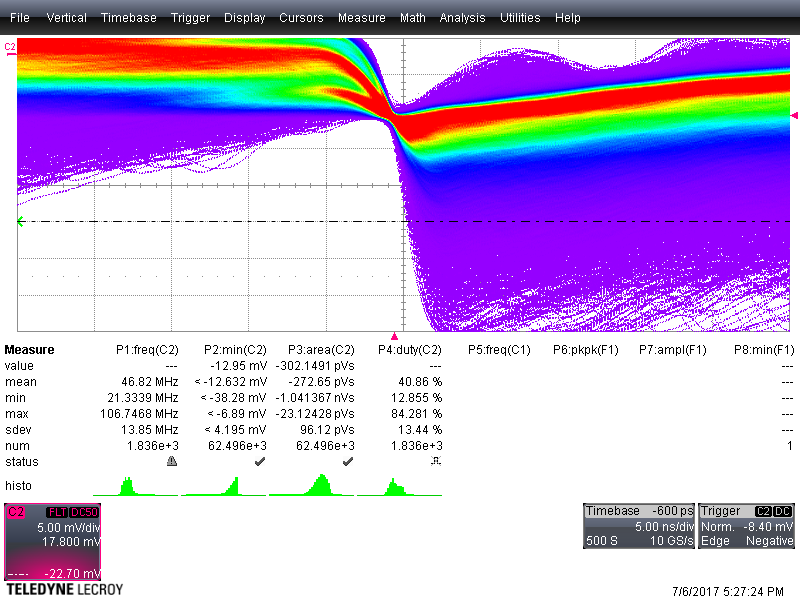 File Vertical Timebase Trigger Display Cursors Measure Math Analysis Utilities Help
C2
Measure P1:freq(C2) P2:min(C2) P3:area(C2) P4:duty(C2) P5:freq(C1) P6:pkpk(F1) P7:ampl(F1) P8:min(F1)
value --- -12.95 mV -302.1491 pVs --- ---
mean 46.82 MHz < -12.632 mV -272.65 pVs 40.86 % ---
min 21.3339 MHz < -38.28 mV -1.041367 nVs 12.855 % ---
max 106.7468 MHz < -6.89 mV -23.12428 pVs 84.281 % ---
sdev 13.85 MHz < 4.195 mV 96.12 pVs 13.44 % ---
num 1.836e+3 62.496e+3 62.496e+3 1.836e+3 1
status
histo
C2 FLT DC50
5.00 mV/div
17.800 mV
-22.70 mV
Timebase -600 ps
5.00 ns/div
500 S 10 GS/s
Trigger C2 DC
Norm. -8.40 mV
Edge Negative
TELEDYNE LECROY
7/6/2017 5:27:24 PM